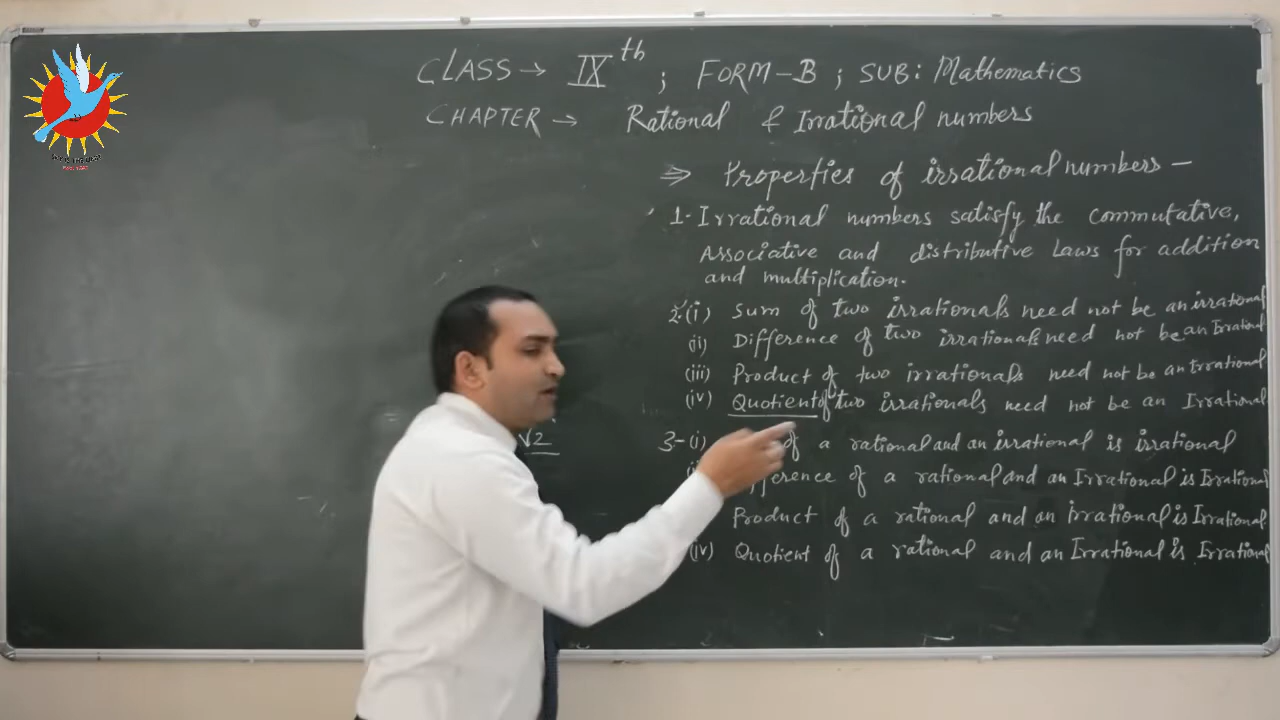 CLASS → IX th ; FORM-B ; SUB: Mathematics
CHAPTER → Rational & Irrational numbers
⇒ Properties of irrational numbers -
1- Irrational numbers satisfy the commutative,
Associative and distributive Laws for addition
and multiplication.
2-(i) Sum of two irrationals need not be an irrational
(ii) Difference of two irrationals need not be an Irrational
(iii) Product of two irrationals need not be an Irrational
(iv) Quotient of two irrationals need not be an Irrational
√2
3-(i) of a rational and an irrational is irrational
fference of a rational and an Irrational is Irrational
Product of a rational and an irrational is Irrational
(iv) Quotient of a rational and an Irrational is Irrational